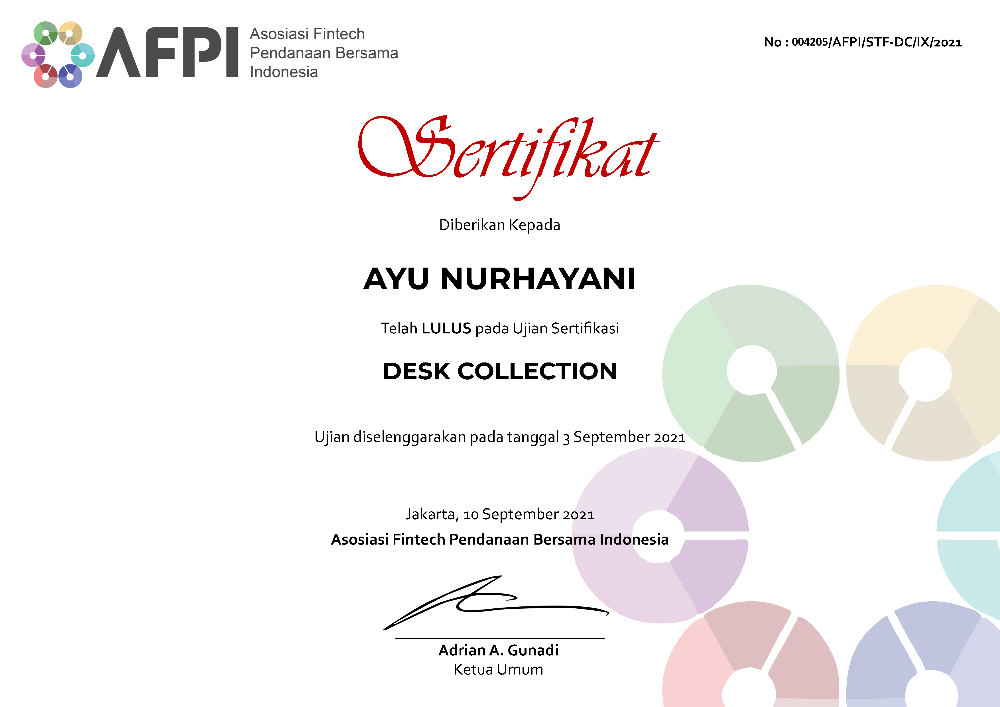 AFPI
Asosiasi Fintech
Pendanaan Bersama
Indonesia
No : 004205/AFPI/STF-DC/IX/2021
Sertifikat
Diberikan Kepada
AYU NURHAYANI
Telah LULUS pada Ujian Sertifikasi
DESK COLLECTION
Ujian diselenggarakan pada tanggal 3 September 2021
Jakarta, 10 September 2021
Asosiasi Fintech Pendanaan Bersama Indonesia
Adrian A. Gunadi
Ketua Umum